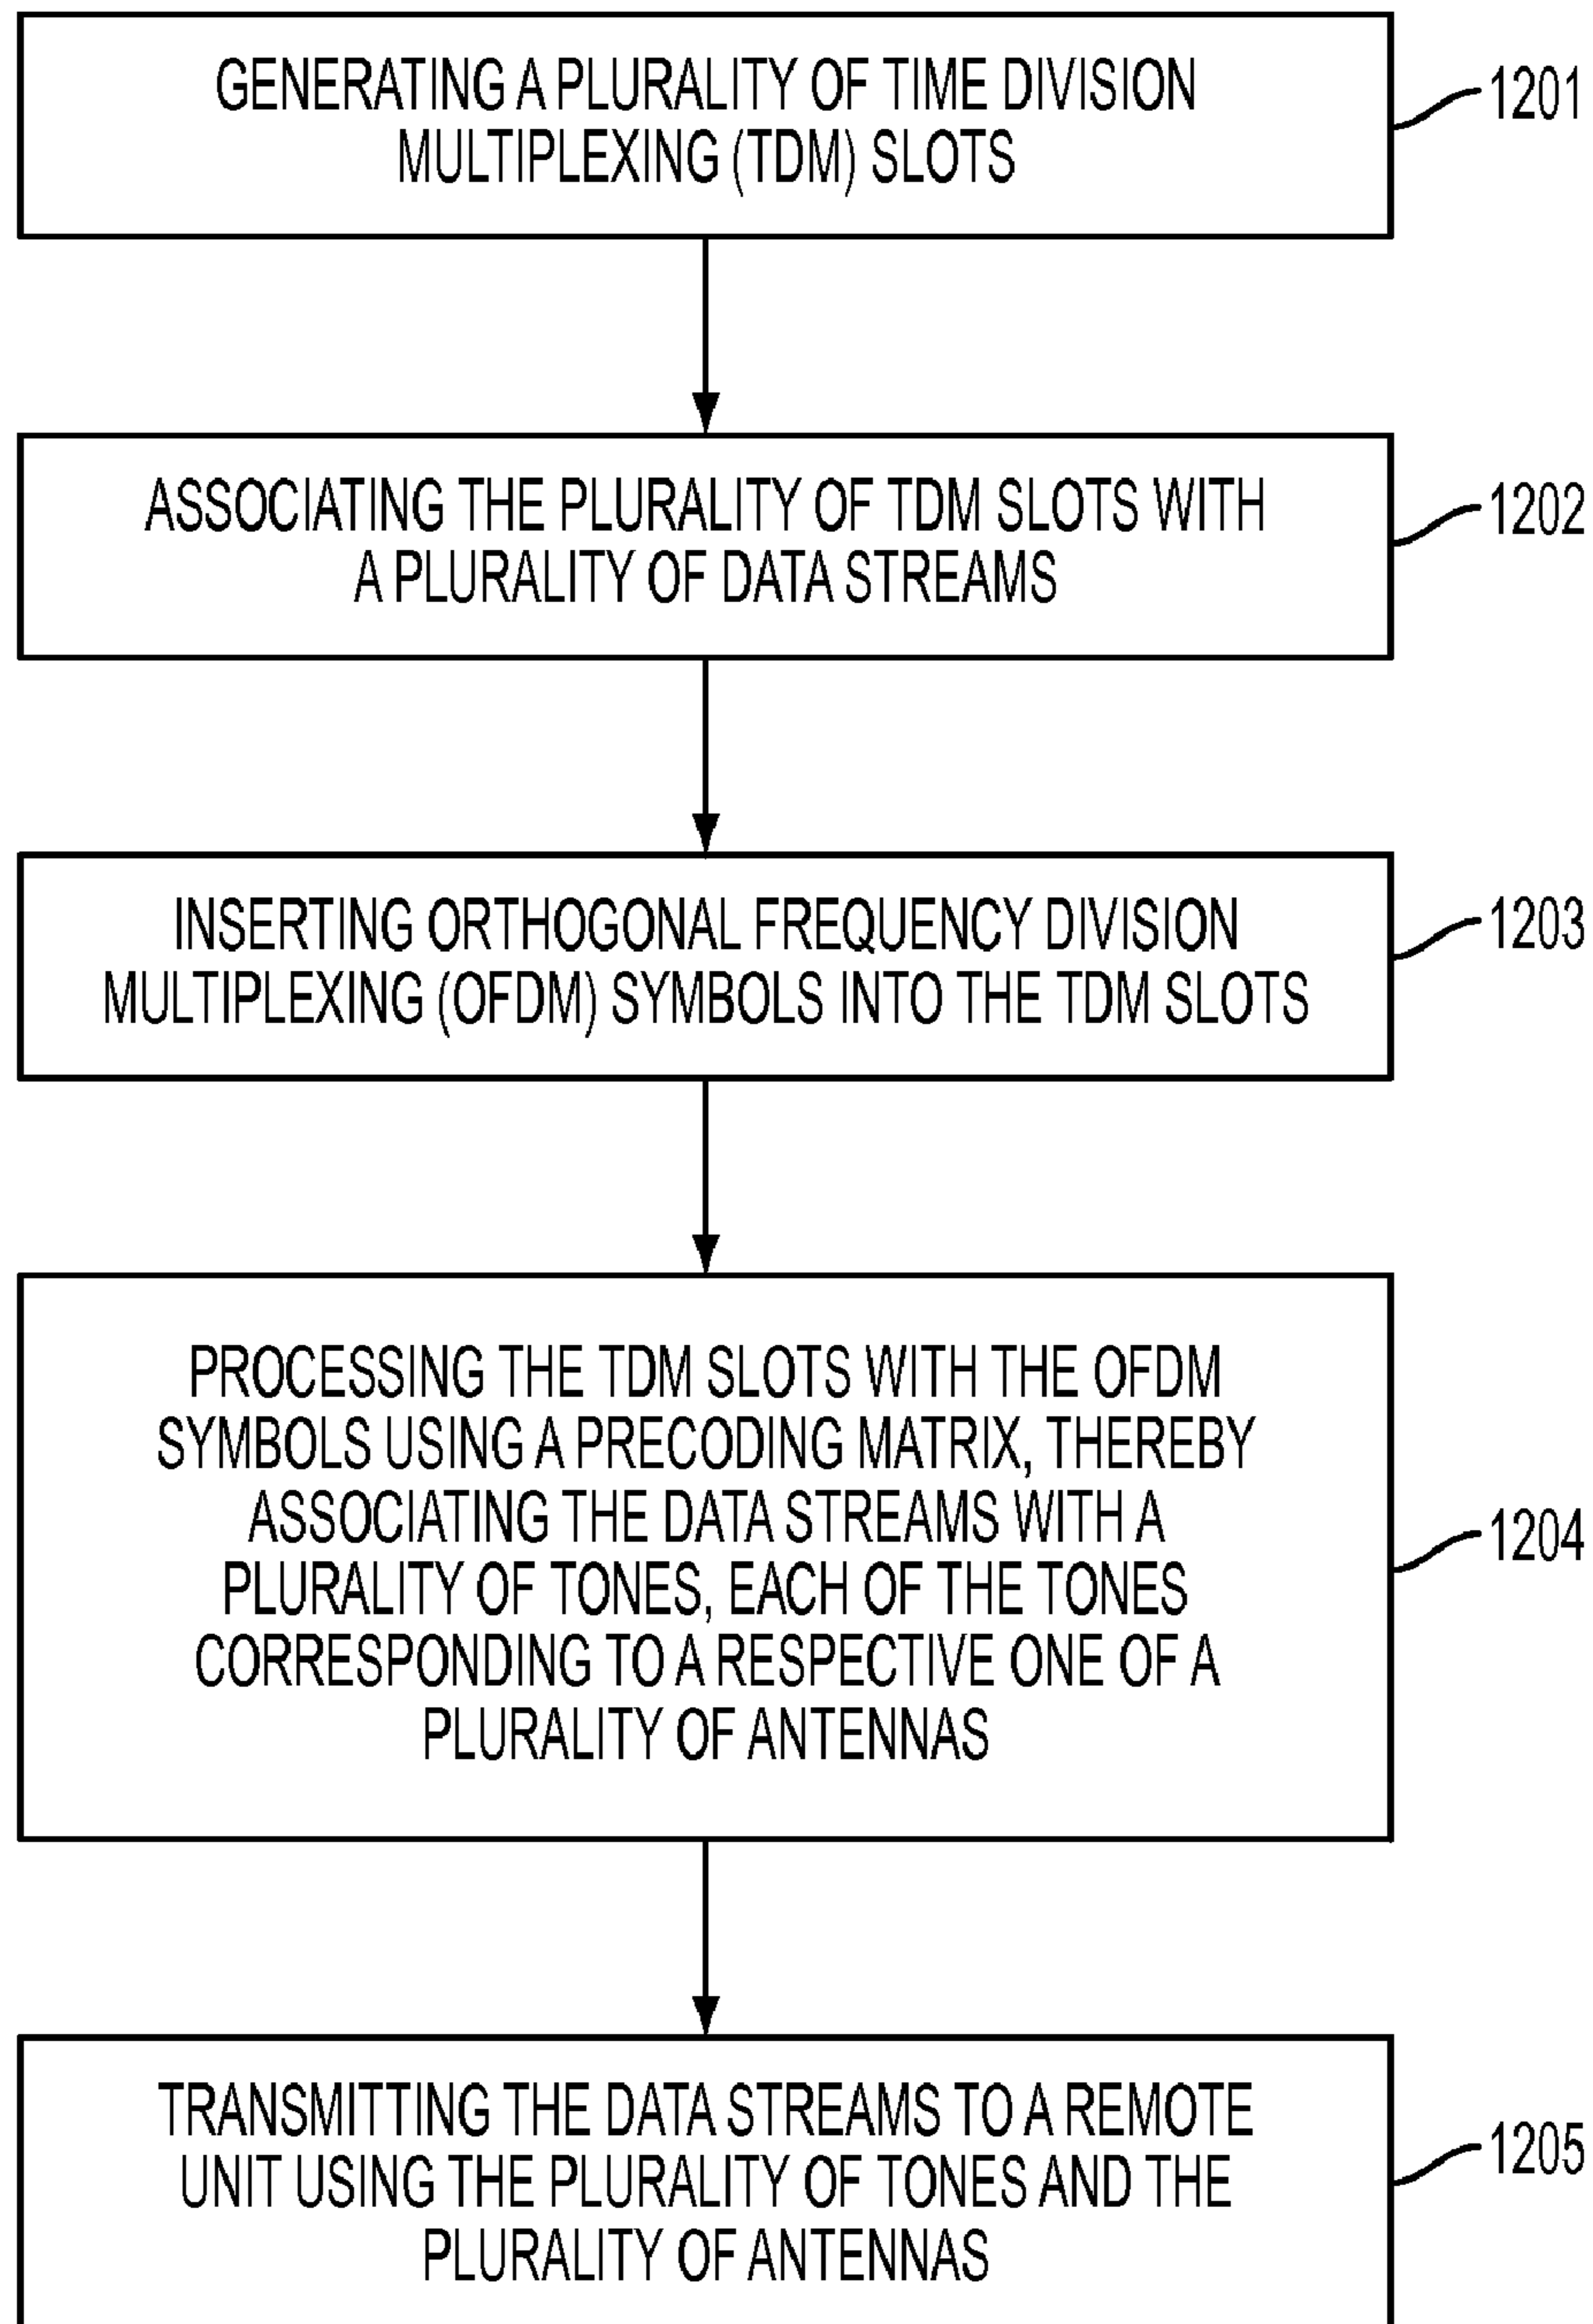 GENERATING A PLURALITY OF TIME DIVISION
MULTIPLEXING (TDM) SLOTS
1201
ASSOCIATING THE PLURALITY OF TDM SLOTS WITH
A PLURALITY OF DATA STREAMS
1202
INSERTING ORTHOGONAL FREQUENCY DIVISION
MULTIPLEXING (OFDM) SYMBOLS INTO THE TDM SLOTS
1203
PROCESSING THE TDM SLOTS WITH THE OFDM
SYMBOLS USING A PRECODING MATRIX, THEREBY
ASSOCIATING THE DATA STREAMS WITH A
PLURALITY OF TONES, EACH OF THE TONES
CORRESPONDING TO A RESPECTIVE ONE OF A
PLURALITY OF ANTENNAS
1204
TRANSMITTING THE DATA STREAMS TO A REMOTE
UNIT USING THE PLURALITY OF TONES AND THE
PLURALITY OF ANTENNAS
1205